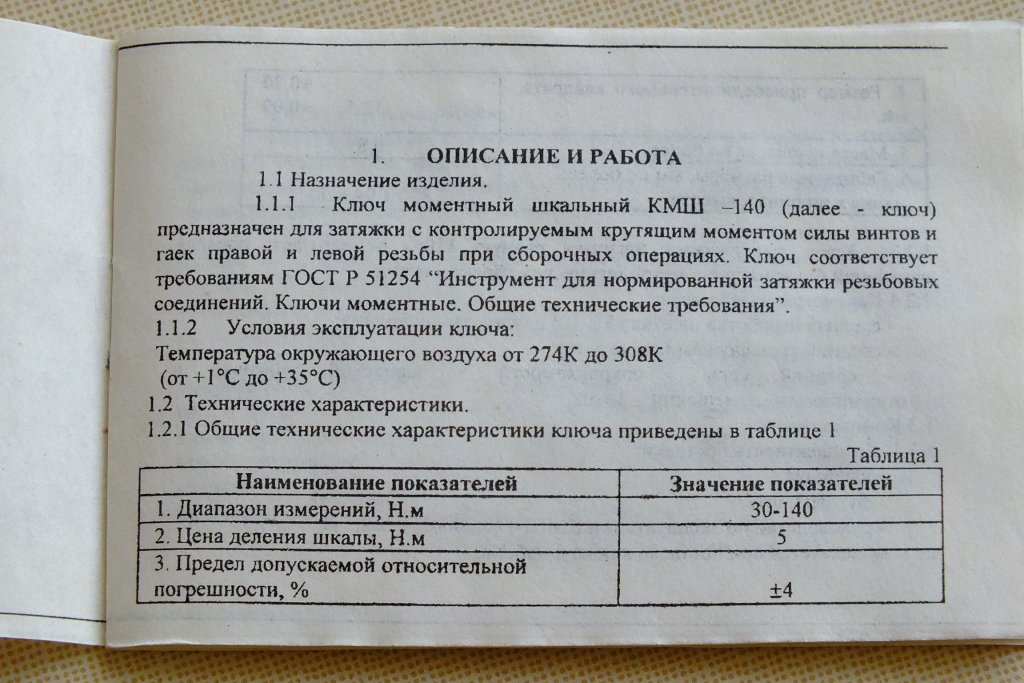 1. ОПИСАНИЕ И РАБОТА
1.1 Назначение изделия.
1.1.1 Ключ моментный шкальный КМШ –140 (далее - ключ)
предназначен для затяжки с контролируемым крутящим моментом силы винтов и
гаек правой и левой резьбы при сборочных операциях. Ключ соответствует
требованиям ГОСТ Р 51254 “Инструмент для нормированной затяжки резьбовых
соединений. Ключи моментные. Общие технические требования”.
1.1.2 Условия эксплуатации ключа:
Температура окружающего воздуха от 274К до 308К
(от +1°С до +35°С)
1.2 Технические характеристики.
1.2.1 Общие технические характеристики ключа приведены в таблице 1
Таблица 1
Наименование показателей Значение показателей
1. Диапазон измерений, Н.м 30-140
2. Цена деления шкалы, Н.м 5
3. Предел допускаемой относительной
погрешности, % ±4